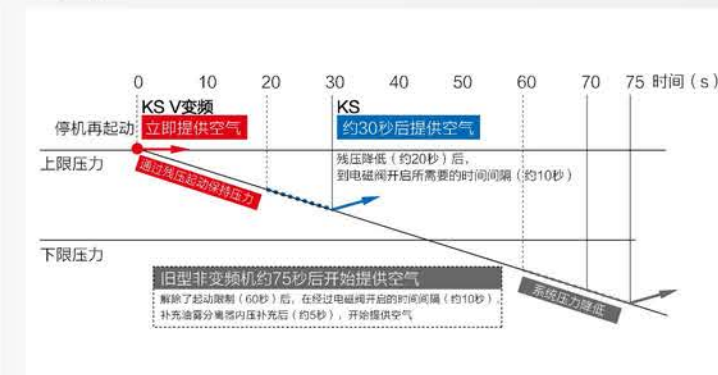 0 10 20 30 40 50 60 70 75 时间（s）
KS V变频 KS
停机再起动 立即提供空气 约30秒后提供空气
上限压力
通过残压起动保持压力
残压降低（约20秒）后，
到电磁阀开启所需要的时间间隔（约10秒）
下限压力
旧型非变频机约75秒后开始提供空气
解除了起动限制（60秒）后，在经过电磁阀开启的时间间隔（约10秒）、
补充油雾分离器内压补充后（约5秒），开始提供空气
系统压力降低